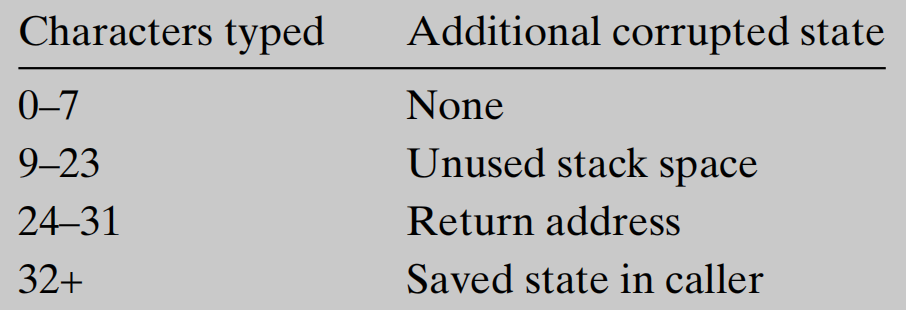 Characters typed Additional corrupted state
0–7 None
9–23 Unused stack space
24–31 Return address
32+ Saved state in caller